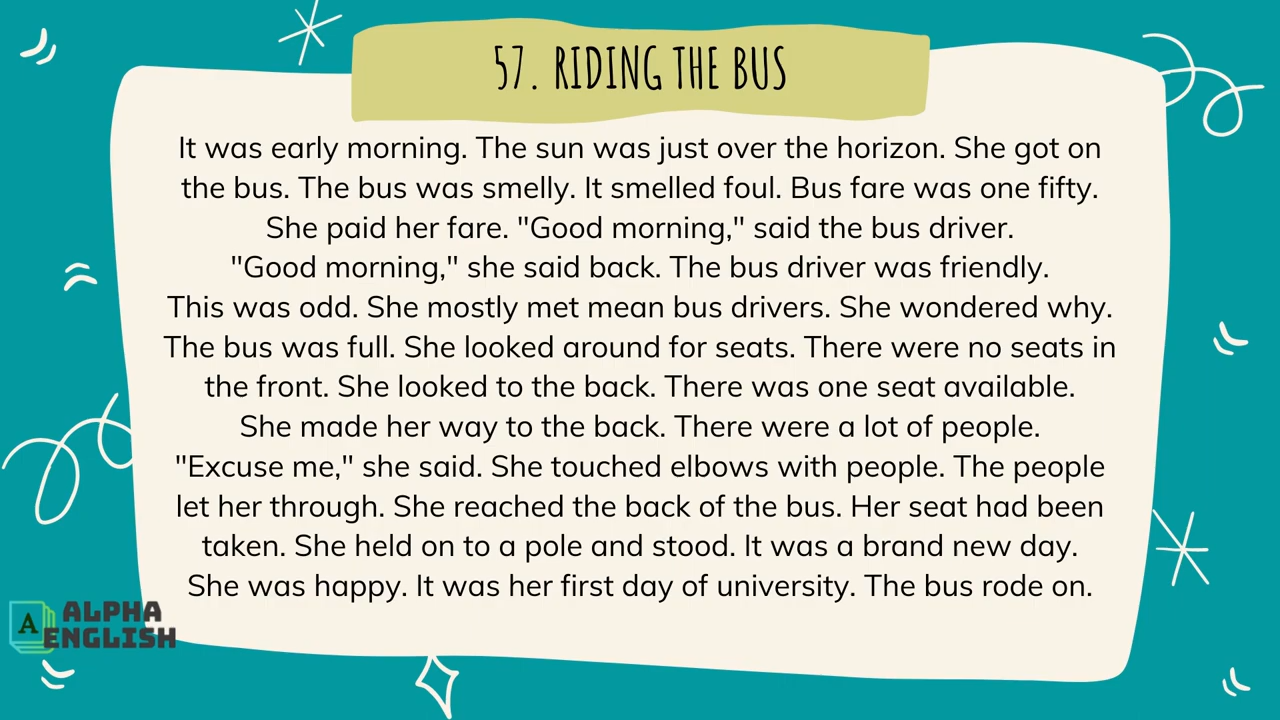 57. RIDING THE BUS
It was early morning. The sun was just over the horizon. She got on
the bus. The bus was smelly. It smelled foul. Bus fare was one fifty.
She paid her fare. "Good morning," said the bus driver.
"Good morning," she said back. The bus driver was friendly.
This was odd. She mostly met mean bus drivers. She wondered why.
The bus was full. She looked around for seats. There were no seats in
the front. She looked to the back. There was one seat available.
She made her way to the back. There were a lot of people.
"Excuse me," she said. She touched elbows with people. The people
let her through. She reached the back of the bus. Her seat had been
taken. She held on to a pole and stood. It was a brand new day.
She was happy. It was her first day of university. The bus rode on.
A
ALPHA
ENGLISH